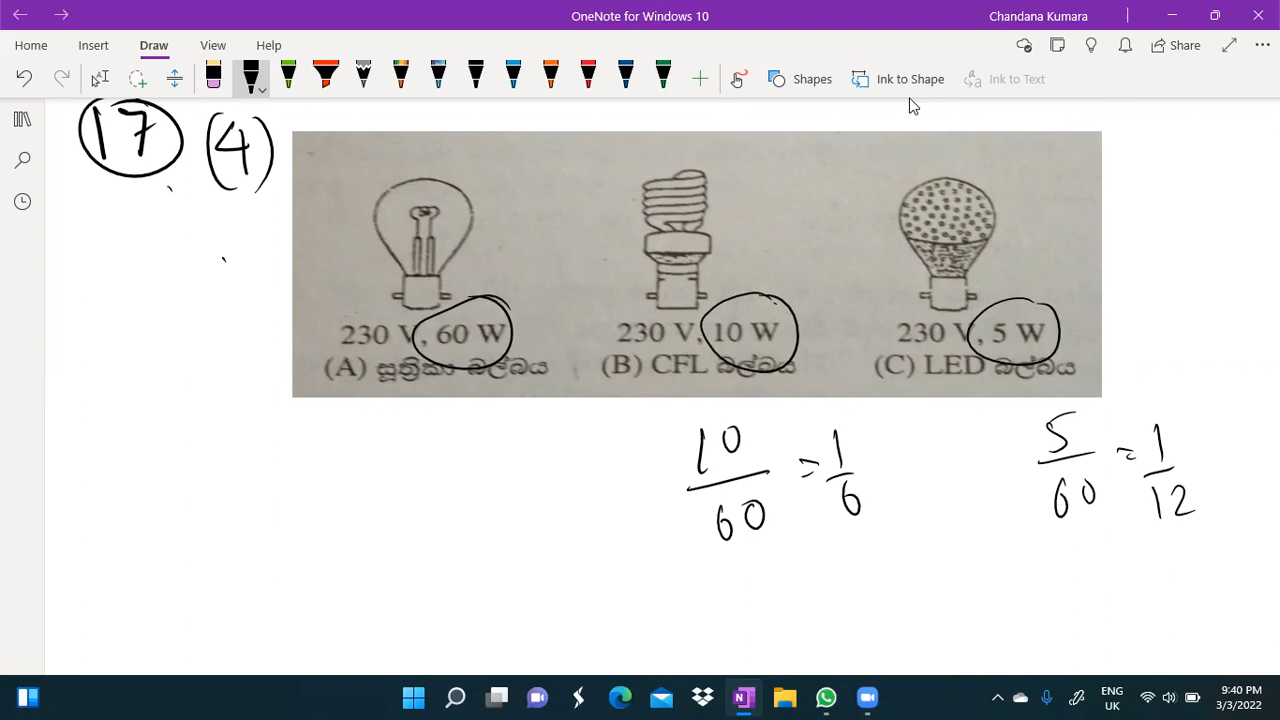 OneNote for Windows 10
Chandana Kumara
Home Insert Draw View Help
Share
Shapes
Ink to Shape
Ink to Text
17 (4)
230 V, 60 W
(A) සූත්‍රිකා බල්බය
230 V, 10 W
(B) CFL බල්බය
230 V, 5 W
(C) LED බල්බය
10/60 = 1/6
5/60 = 1/12
ENG
UK
9:40 PM
3/3/2022